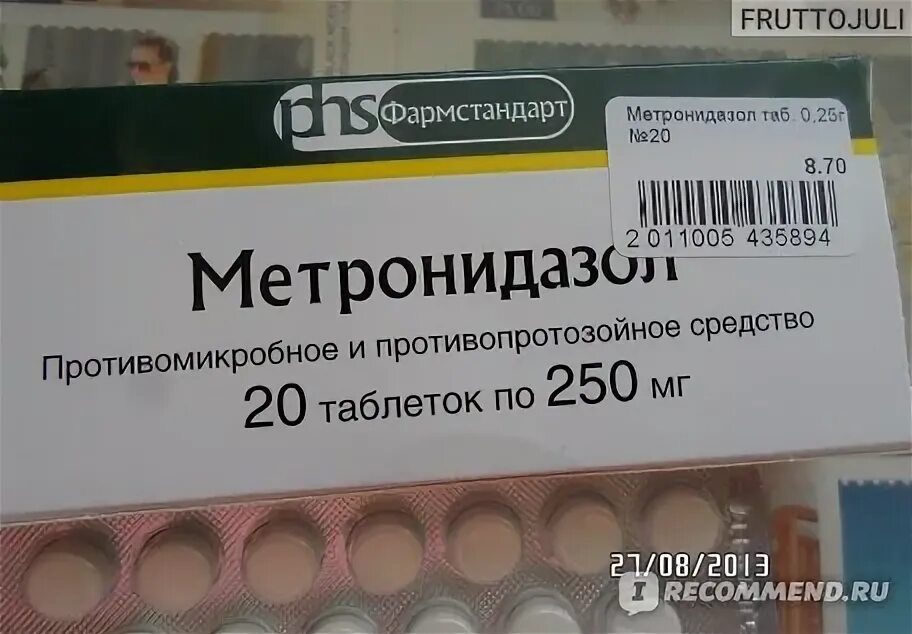 FRUTTOJULI
phs Фармстандарт
Метронидазол таб. 0,25г
№20
8.70
2 011005 435894
Метронидазол
Противомикробное и противопротозойное средство
20 таблеток по 250 мг
27/08/2013
I RECOMMEND.RU